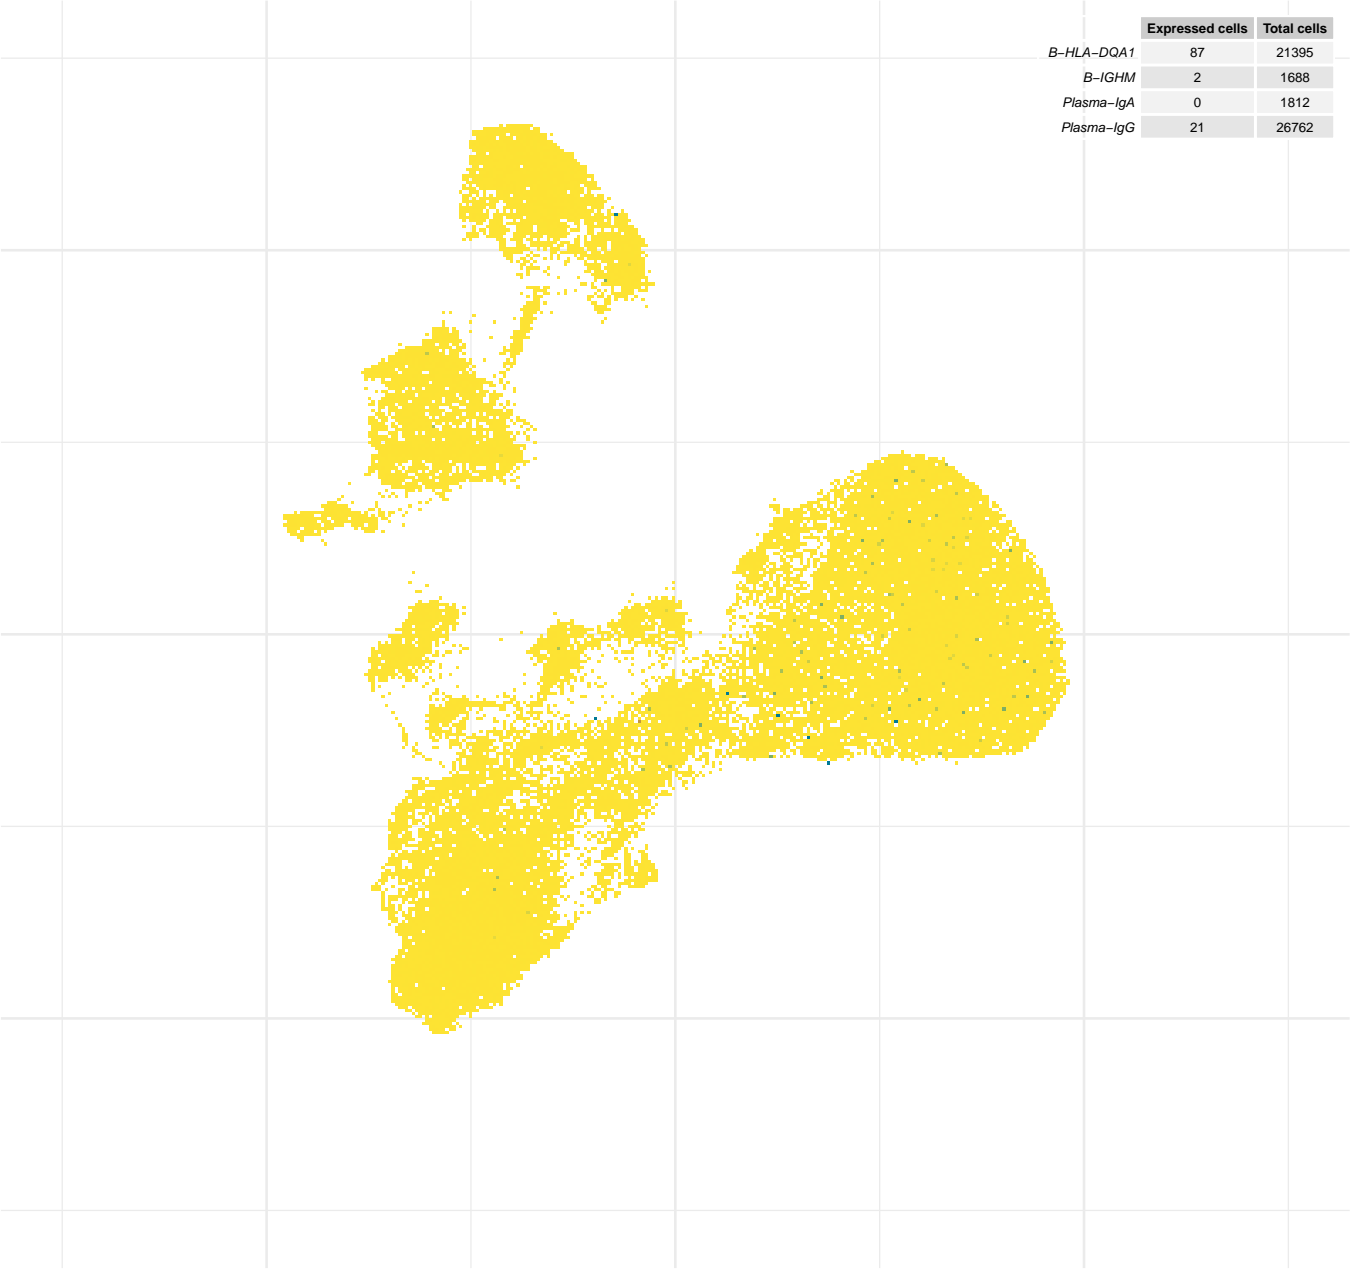 Expressed cells Total cells
B−HLA−DQA1 87 21395
B−IGHM 2 1688
Plasma−IgA 0 1812
Plasma−IgG 21 26762